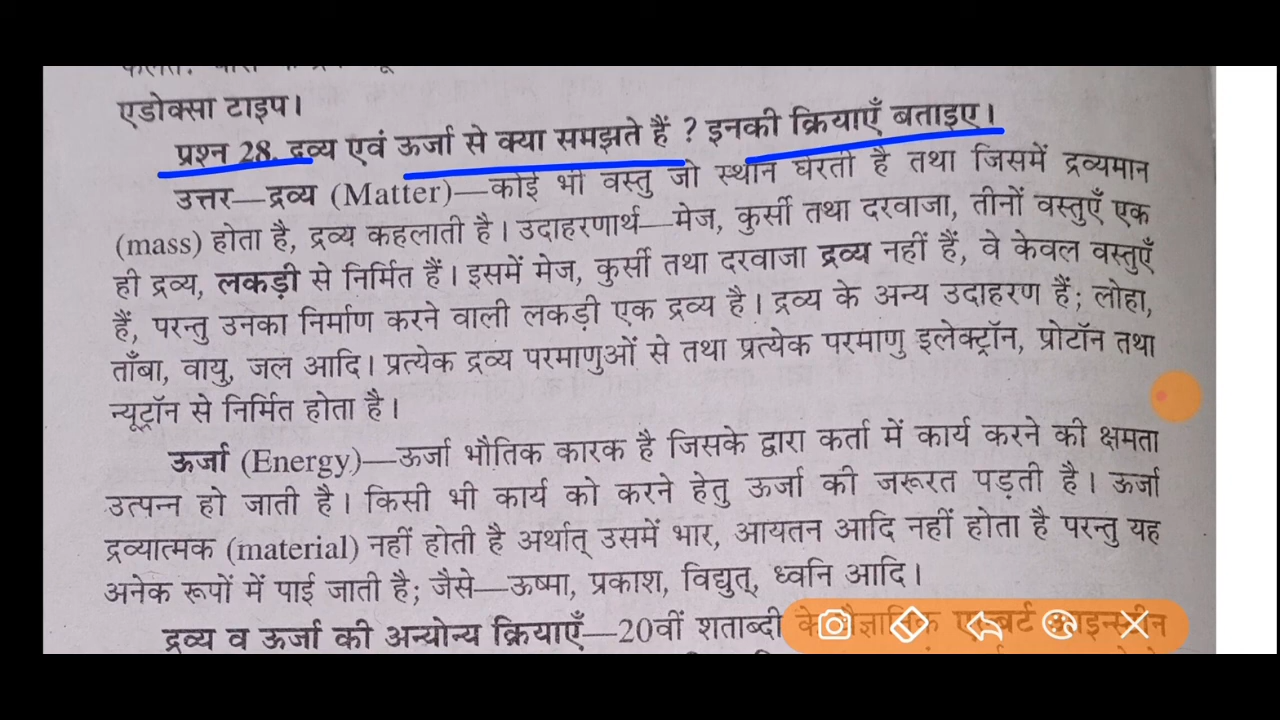 एडोक्सा टाइप।
प्रश्न 28. द्रव्य एवं ऊर्जा से क्या समझते हैं ? इनकी क्रियाएँ बताइए।
उत्तर—द्रव्य (Matter)—कोई भी वस्तु जो स्थान घेरती है तथा जिसमें द्रव्यमान
(mass) होता है, द्रव्य कहलाती है। उदाहरणार्थ—मेज, कुर्सी तथा दरवाजा, तीनों वस्तुएँ एक
ही द्रव्य, लकड़ी से निर्मित हैं। इसमें मेज, कुर्सी तथा दरवाजा द्रव्य नहीं हैं, वे केवल वस्तुएँ
हैं, परन्तु उनका निर्माण करने वाली लकड़ी एक द्रव्य है। द्रव्य के अन्य उदाहरण हैं; लोहा,
ताँबा, वायु, जल आदि। प्रत्येक द्रव्य परमाणुओं से तथा प्रत्येक परमाणु इलेक्ट्रॉन, प्रोटॉन तथा
न्यूट्रॉन से निर्मित होता है।
ऊर्जा (Energy)—ऊर्जा भौतिक कारक है जिसके द्वारा कर्ता में कार्य करने की क्षमता
उत्पन्न हो जाती है। किसी भी कार्य को करने हेतु ऊर्जा की जरूरत पड़ती है। ऊर्जा
द्रव्यात्मक (material) नहीं होती है अर्थात् उसमें भार, आयतन आदि नहीं होता है परन्तु यह
अनेक रूपों में पाई जाती है; जैसे—ऊष्मा, प्रकाश, विद्युत्, ध्वनि आदि।
द्रव्य व ऊर्जा की अन्योन्य क्रियाएँ—20वीं शताब्दी के